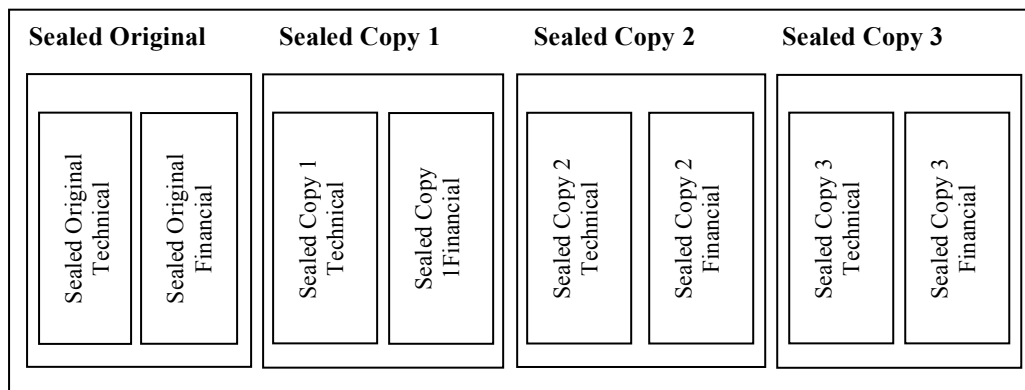 Sealed Original
Sealed Copy 1
Sealed Copy 2
Sealed Copy 3
Sealed Original
Technical
Sealed Original
Financial
Sealed Copy 1
Technical
Sealed Copy
1Financial
Sealed Copy 2
Technical
Sealed Copy 2
Financial
Sealed Copy 3
Technical
Sealed Copy 3
Financial